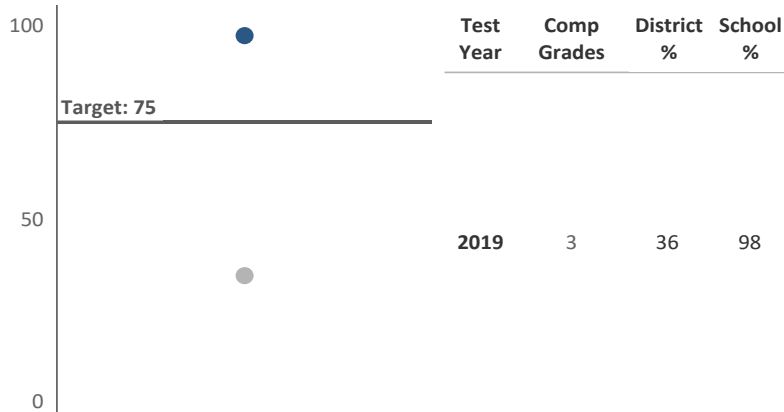 100
Target: 75
50
0
Test Comp District School
Year Grades % %
2019 3 36 98